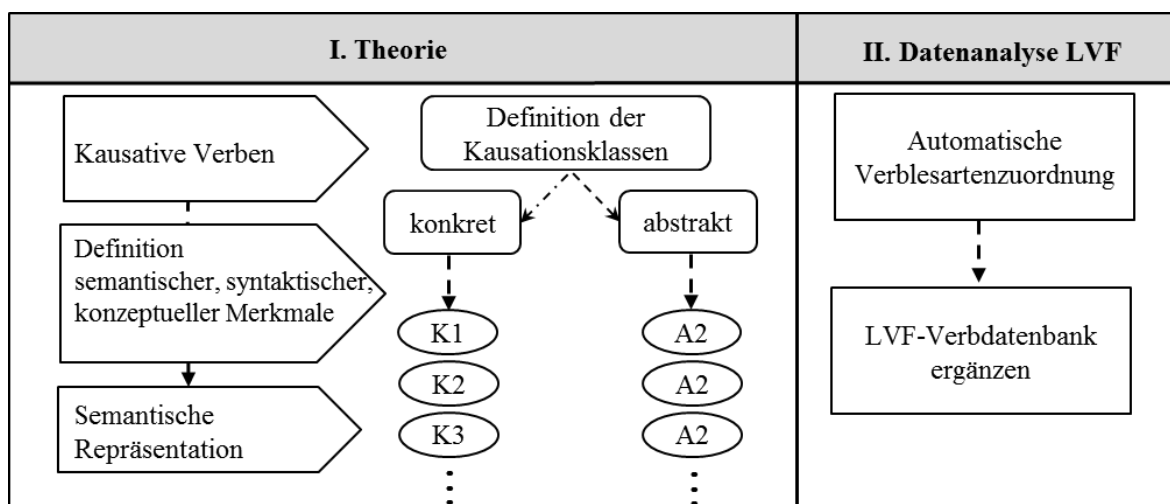 I. Theorie
II. Datenanalyse LVF
Kausative Verben
Definition
semantischer, syntaktischer,
konzeptueller Merkmale
Semantische
Repräsentation
Definition der
Kausationsklassen
konkret
abstrakt
K1
A2
K2
A2
K3
A2
Automatische
Verblesartenzuordnung
LVF-Verbdatenbank
ergänzen